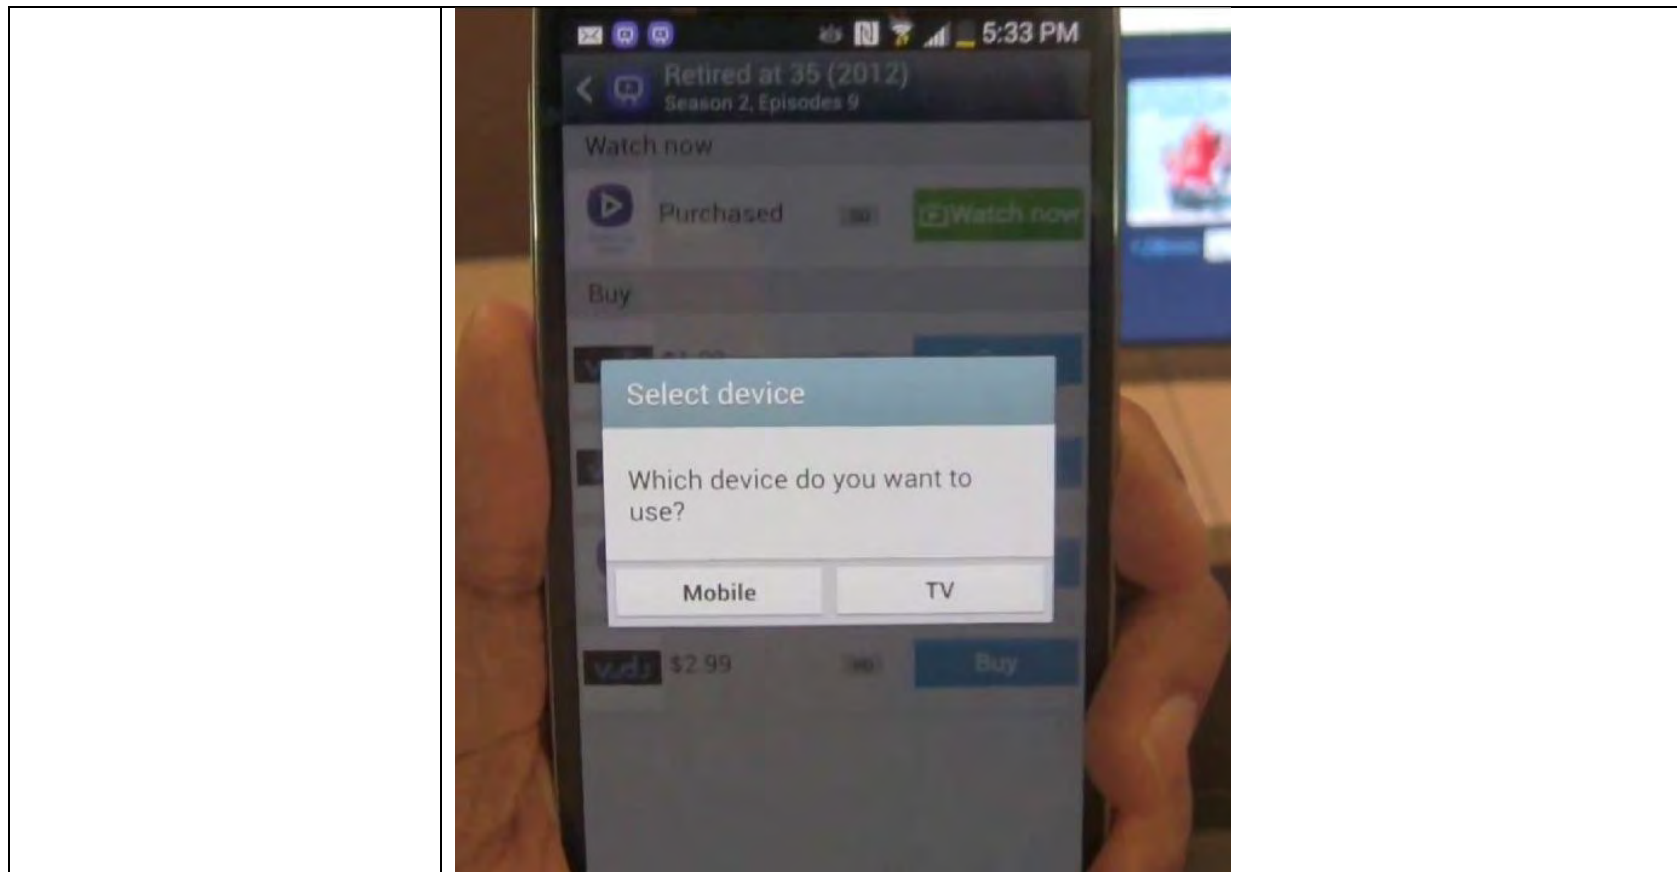 5:33 PM
Retired at 35 (2012)
Season 2, Episodes 9
Watch now
Purchased
Watch now
Buy
Select device
Which device do you want to
use?
Mobile
TV
$2.99
Buy